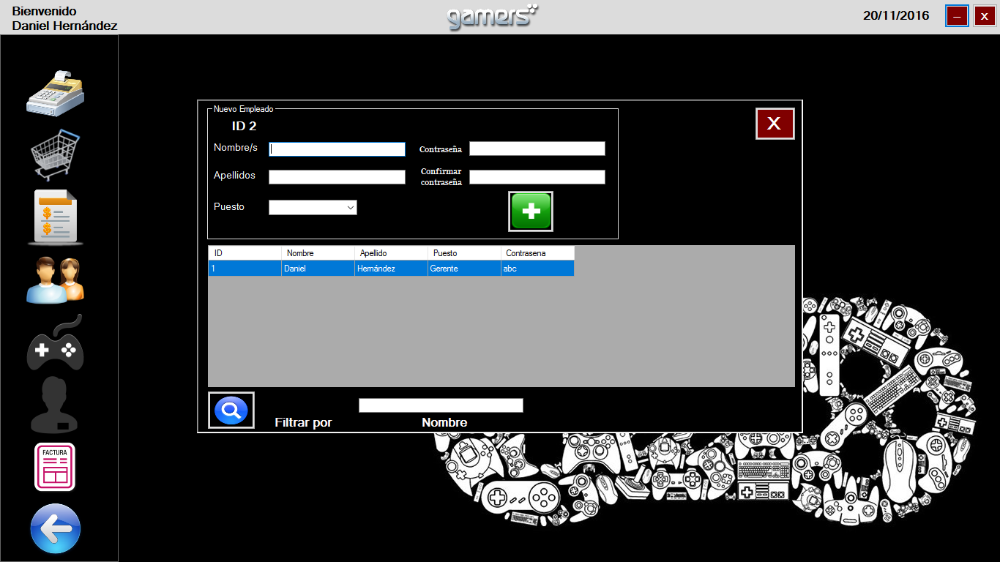 Bienvenido
Daniel Hernández
gamers
20/11/2016
X
Nuevo Empleado
ID 2
X
Nombre/s
Contraseña
Apellidos
Confirmar
contraseña
Puesto
ID Nombre Apellido Puesto Contrasena
1 Daniel Hernández Gerente abc
FACTURA
Filtrar por
Nombre